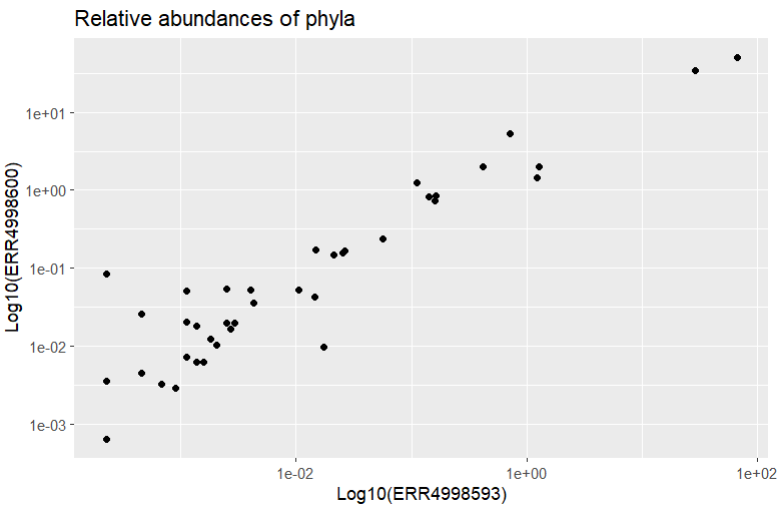 Relative abundances of phyla
Log10(ERR4998600)
1e+01
1e+00
1e-01
1e-02
1e-03
1e-02
1e+00
1e+02
Log10(ERR4998593)